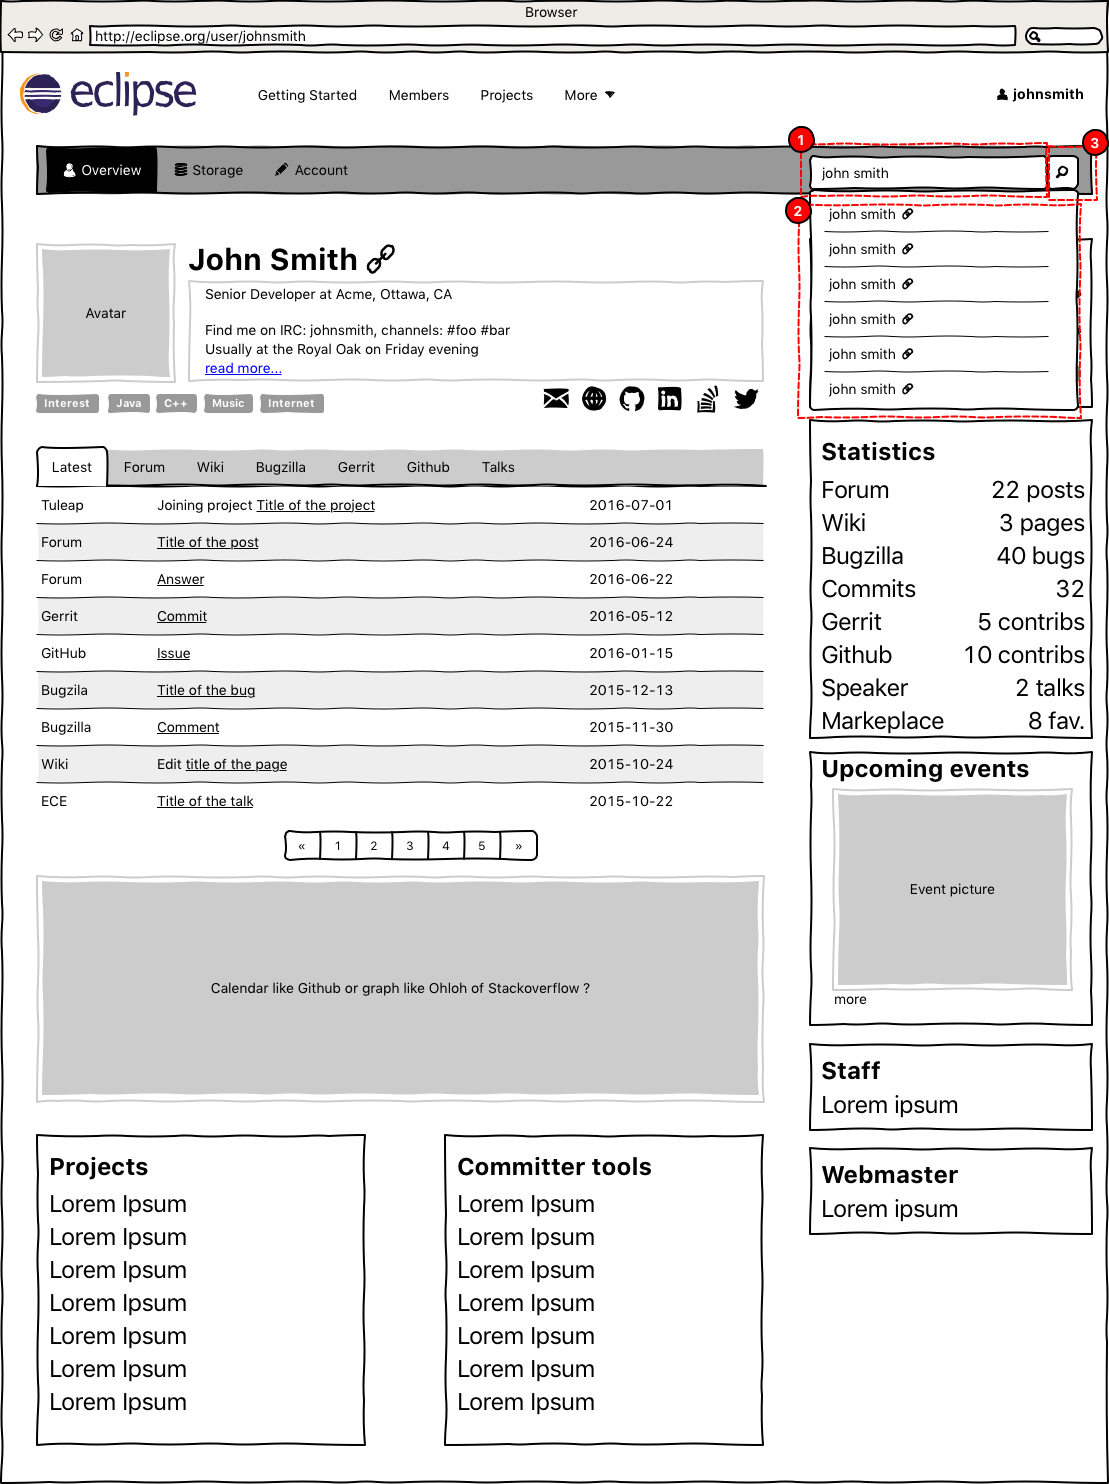 Browser
http://eclipse.org/user/johnsmith
eclipse
Getting Started Members Projects More
johnsmith
Overview Storage Account
1
john smith
3
2
john smith
john smith
john smith
john smith
john smith
john smith
Avatar
John Smith
Senior Developer at Acme, Ottawa, CA
Find me on IRC: johnsmith, channels: #foo #bar
Usually at the Royal Oak on Friday evening
read more...
Interest Java C++ Music Internet
in
Latest Forum Wiki Bugzilla Gerrit Github Talks
Tuleap Joining project Title of the project 2016-07-01
Forum Title of the post 2016-06-24
Forum Answer 2016-06-22
Gerrit Commit 2016-05-12
GitHub Issue 2016-01-15
Bugzila Title of the bug 2015-12-13
Bugzilla Comment 2015-11-30
Wiki Edit title of the page 2015-10-24
ECE Title of the talk 2015-10-22
« 1 2 3 4 5 »
Calendar like Github or graph like Ohloh of Stackoverflow ?
Projects
Lorem Ipsum
Lorem Ipsum
Lorem Ipsum
Lorem Ipsum
Lorem Ipsum
Lorem Ipsum
Lorem Ipsum
Committer tools
Lorem Ipsum
Lorem Ipsum
Lorem Ipsum
Lorem Ipsum
Lorem Ipsum
Lorem Ipsum
Lorem Ipsum
Statistics
Forum 22 posts
Wiki 3 pages
Bugzilla 40 bugs
Commits 32
Gerrit 5 contribs
Github 10 contribs
Speaker 2 talks
Markeplace 8 fav.
Upcoming events
Event picture
more
Staff
Lorem ipsum
Webmaster
Lorem ipsum